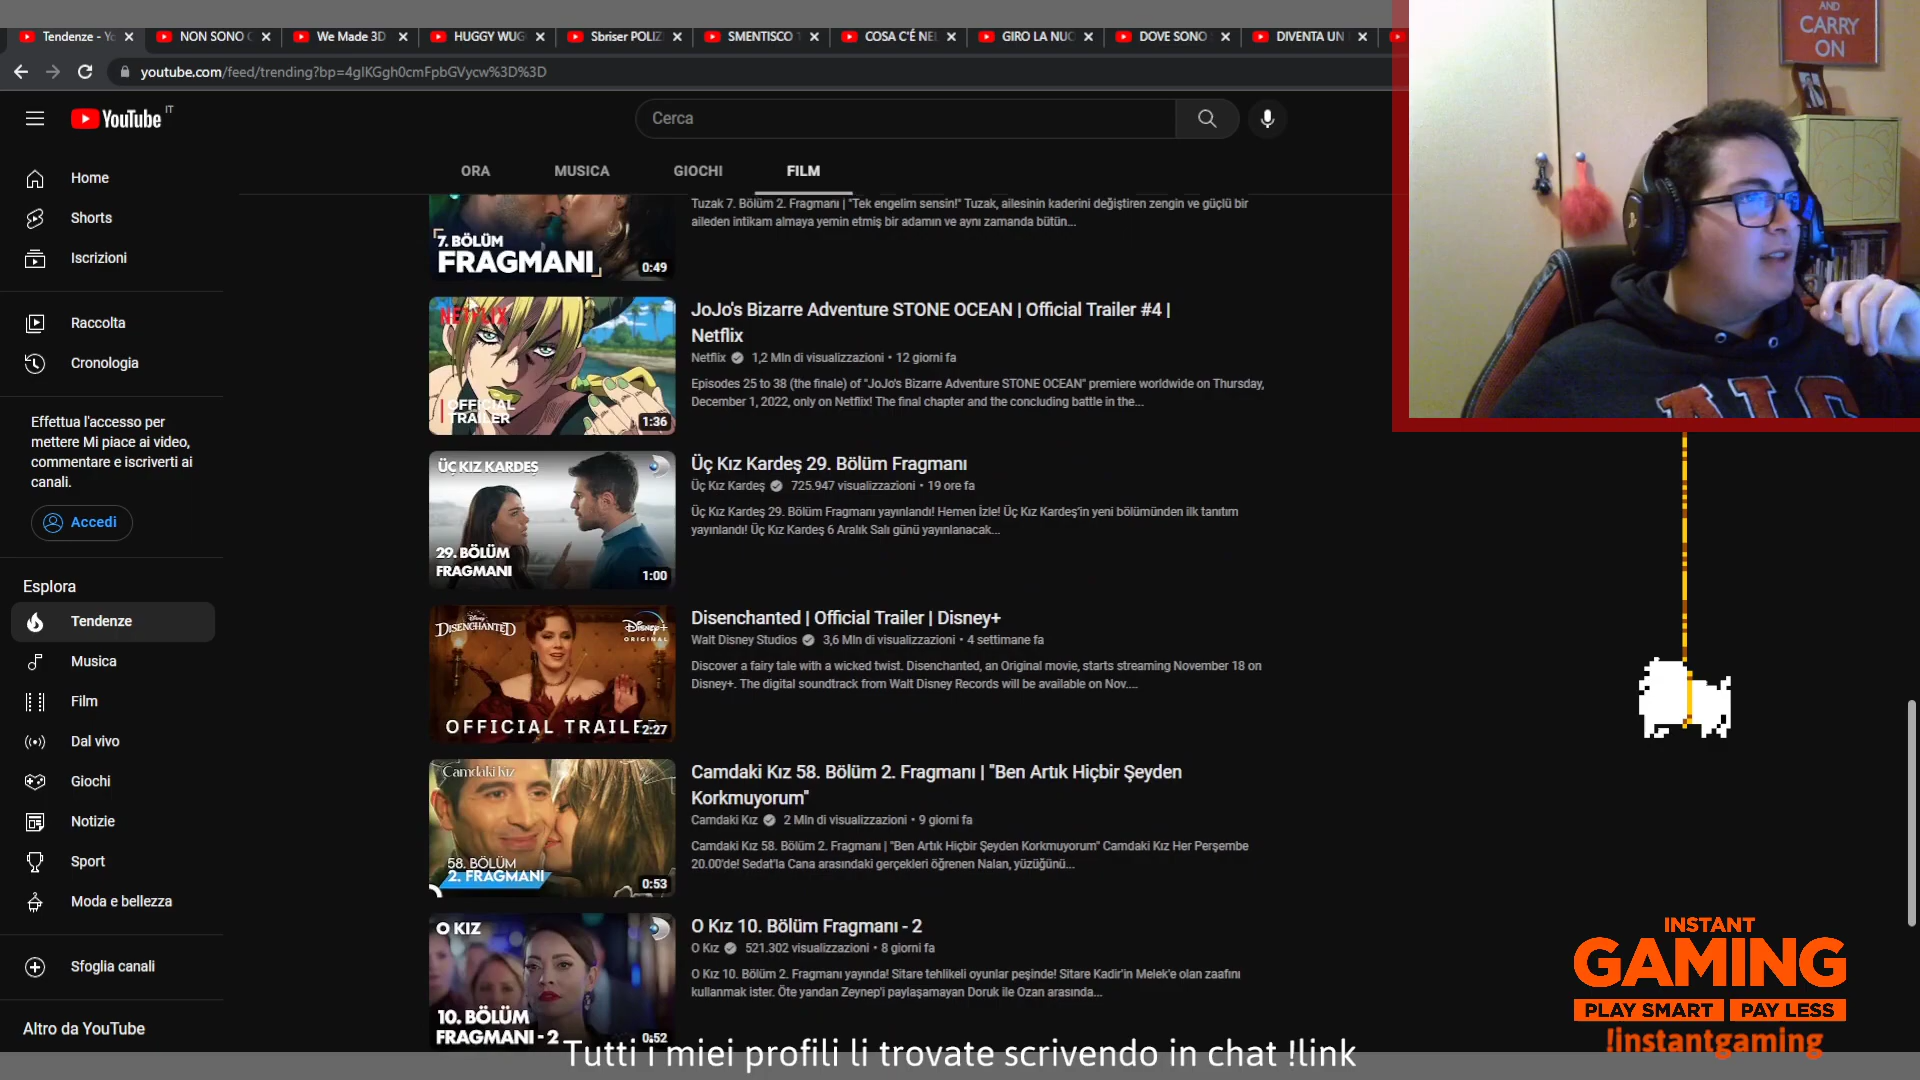 Tendenze - Yo
NON SONO C
We Made 3D
HUGGY WUG
Sbriser POLIZ
SMENTISCO
COSA C'É NEL
GIRO LA NUO
DOVE SONO
DIVENTA UN
youtube.com/feed/trending?bp=4gIKGgh0cmFpbGVycw%3D%3D
YouTube IT
Cerca
Home
Shorts
Iscrizioni
Raccolta
Cronologia
Effettua l'accesso per
mettere Mi piace ai video,
commentare e iscriverti ai
canali.
Accedi
Esplora
Tendenze
Musica
Film
Dal vivo
Giochi
Notizie
Sport
Moda e bellezza
Sfoglia canali
Altro da YouTube
ORA MUSICA GIOCHI FILM
7. BÖLÜM
FRAGMANI
0:49
Tuzak 7. Bölüm 2. Fragmanı | "Tek engelim sensin!" Tuzak, ailesinin kaderini değiştiren zengin ve güçlü bir
aileden intikam almaya yemin etmiş bir adamın ve aynı zamanda bütün...
NETFLIX
OFFICIAL
TRAILER
1:36
JoJo's Bizarre Adventure STONE OCEAN | Official Trailer #4 |
Netflix
Netflix 1,2 Mln di visualizzazioni • 12 giorni fa
Episodes 25 to 38 (the finale) of "JoJo's Bizarre Adventure STONE OCEAN" premiere worldwide on Thursday,
December 1, 2022, only on Netflix! The final chapter and the concluding battle in the...
ÜÇ KIZ KARDEŞ
29. BÖLÜM
FRAGMANI
1:00
Üç Kız Kardeş 29. Bölüm Fragmanı
Üç Kız Kardeş 725.947 visualizzazioni • 19 ore fa
Üç Kız Kardeş 29. Bölüm Fragmanı yayınlandı! Hemen İzle! Üç Kız Kardeş'in yeni bölümünden ilk tanıtım
yayınlandı! Üç Kız Kardeş 6 Aralık Salı günü yayınlanacak...
Disney
DISENCHANTED
Disney+
ORIGINAL
OFFICIAL TRAILE
2:27
Disenchanted | Official Trailer | Disney+
Walt Disney Studios 3,6 Mln di visualizzazioni • 4 settimane fa
Discover a fairy tale with a wicked twist. Disenchanted, an Original movie, starts streaming November 18 on
Disney+. The digital soundtrack from Walt Disney Records will be available on Nov....
Camdaki Kız
58. BÖLÜM
2. FRAGMANI
0:53
Camdaki Kız 58. Bölüm 2. Fragmanı | "Ben Artık Hiçbir Şeyden
Korkmuyorum"
Camdaki Kız 2 Mln di visualizzazioni • 9 giorni fa
Camdaki Kız 58. Bölüm 2. Fragmanı | "Ben Artık Hiçbir Şeyden Korkmuyorum" Camdaki Kız Her Perşembe
20.00'de! Sedat'la Cana arasındaki gerçekleri öğrenen Nalan, yüzüğünü...
O KIZ
10. BÖLÜM
FRAGMANI - 2
0:52
O Kız 10. Bölüm Fragmanı - 2
O Kız 521.302 visualizzazioni • 8 giorni fa
O Kız 10. Bölüm 2. Fragmanı yayında! Sitare tehlikeli oyunlar peşinde! Sitare Kadir'in Melek'e olan zaafını
kullanmak ister. Öte yandan Zeynep'i paylaşamayan Doruk ile Ozan arasında...
AND
CARRY
ON
INSTANT
GAMING
PLAY SMART PAY LESS
!instantgaming
Tutti i miei profili li trovate scrivendo in chat !link